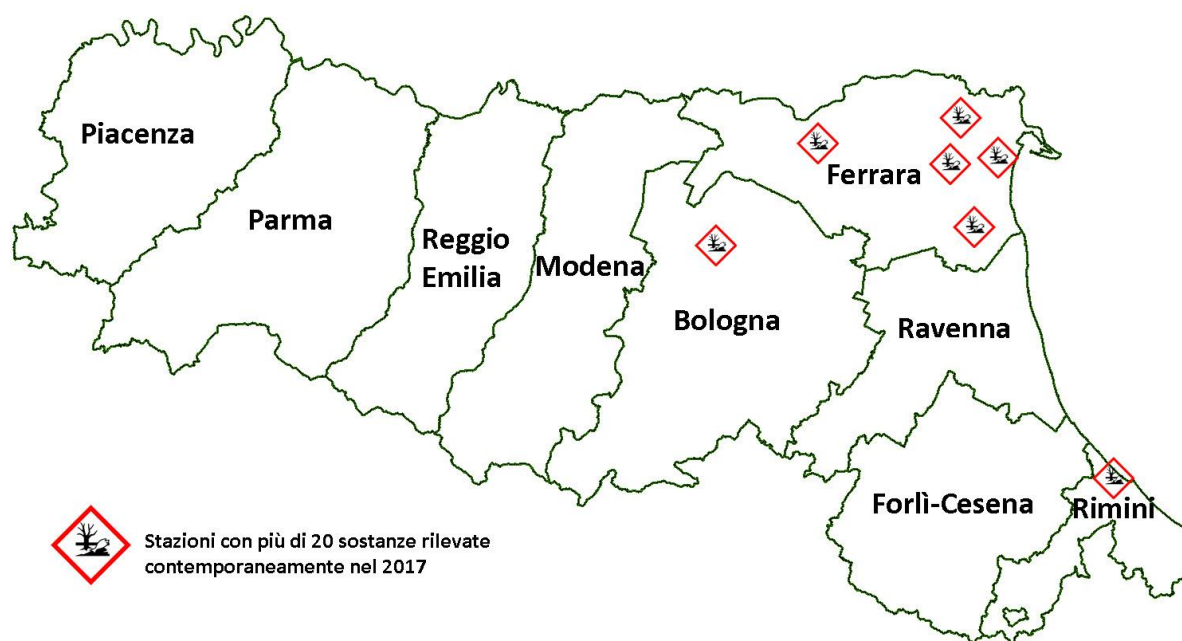 Piacenza
Parma
Reggio
Emilia
Modena
Bologna
Ferrara
Ravenna
Forlì-Cesena
Rimini
Stazioni con più di 20 sostanze rilevate
contemporaneamente nel 2017